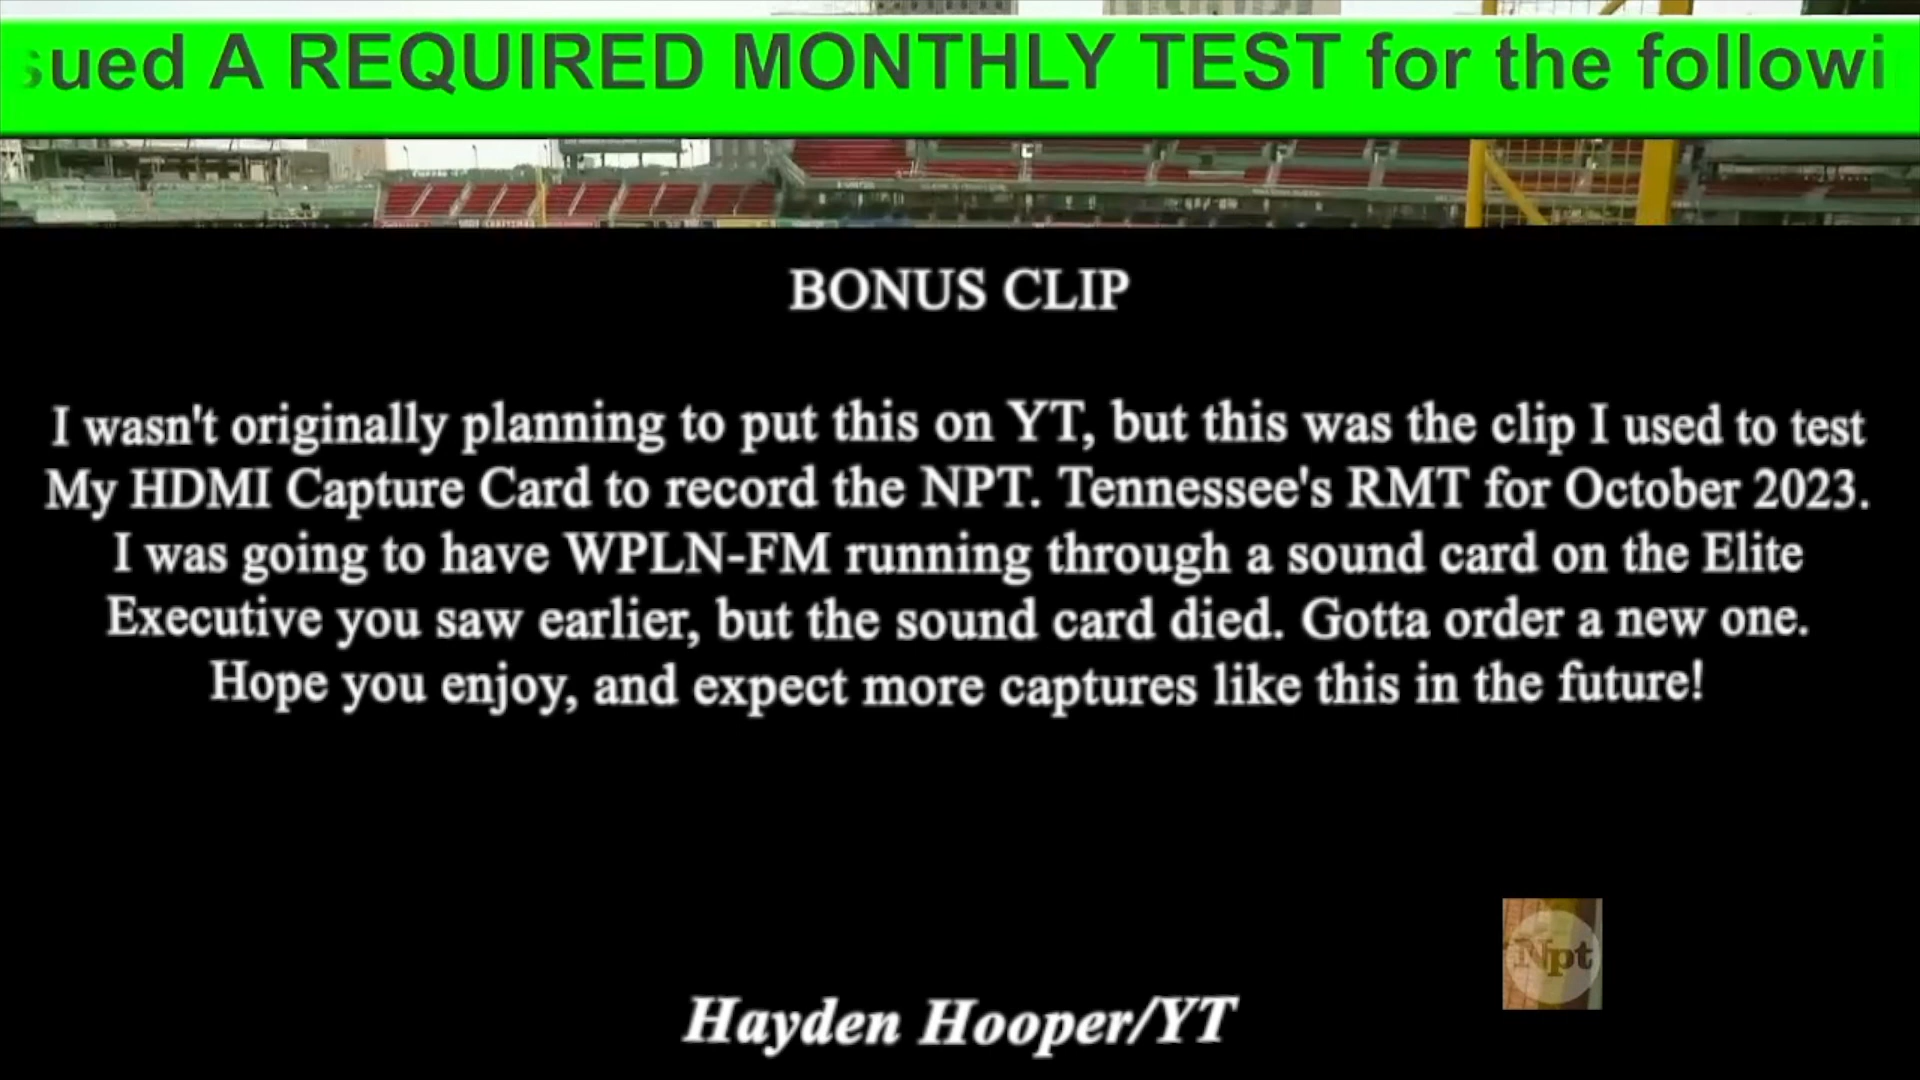 sued A REQUIRED MONTHLY TEST for the followi
BONUS CLIP
I wasn't originally planning to put this on YT, but this was the clip I used to test
My HDMI Capture Card to record the NPT. Tennessee's RMT for October 2023.
I was going to have WPLN-FM running through a sound card on the Elite
Executive you saw earlier, but the sound card died. Gotta order a new one.
Hope you enjoy, and expect more captures like this in the future!
Npt
Hayden Hooper/YT